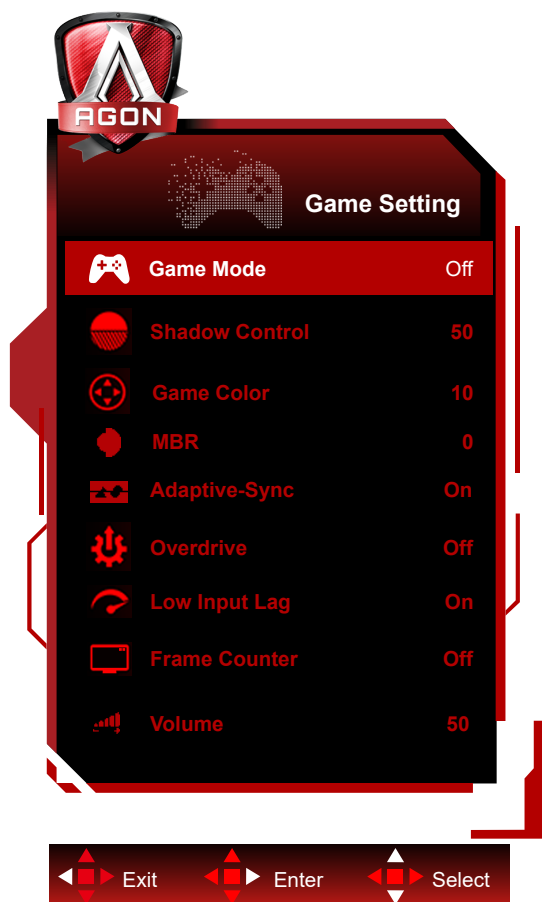 AGON
Game Setting
Game Mode Off
Shadow Control 50
Game Color 10
MBR 0
Adaptive-Sync On
Overdrive Off
Low Input Lag On
Frame Counter Off
Volume 50
Exit Enter Select